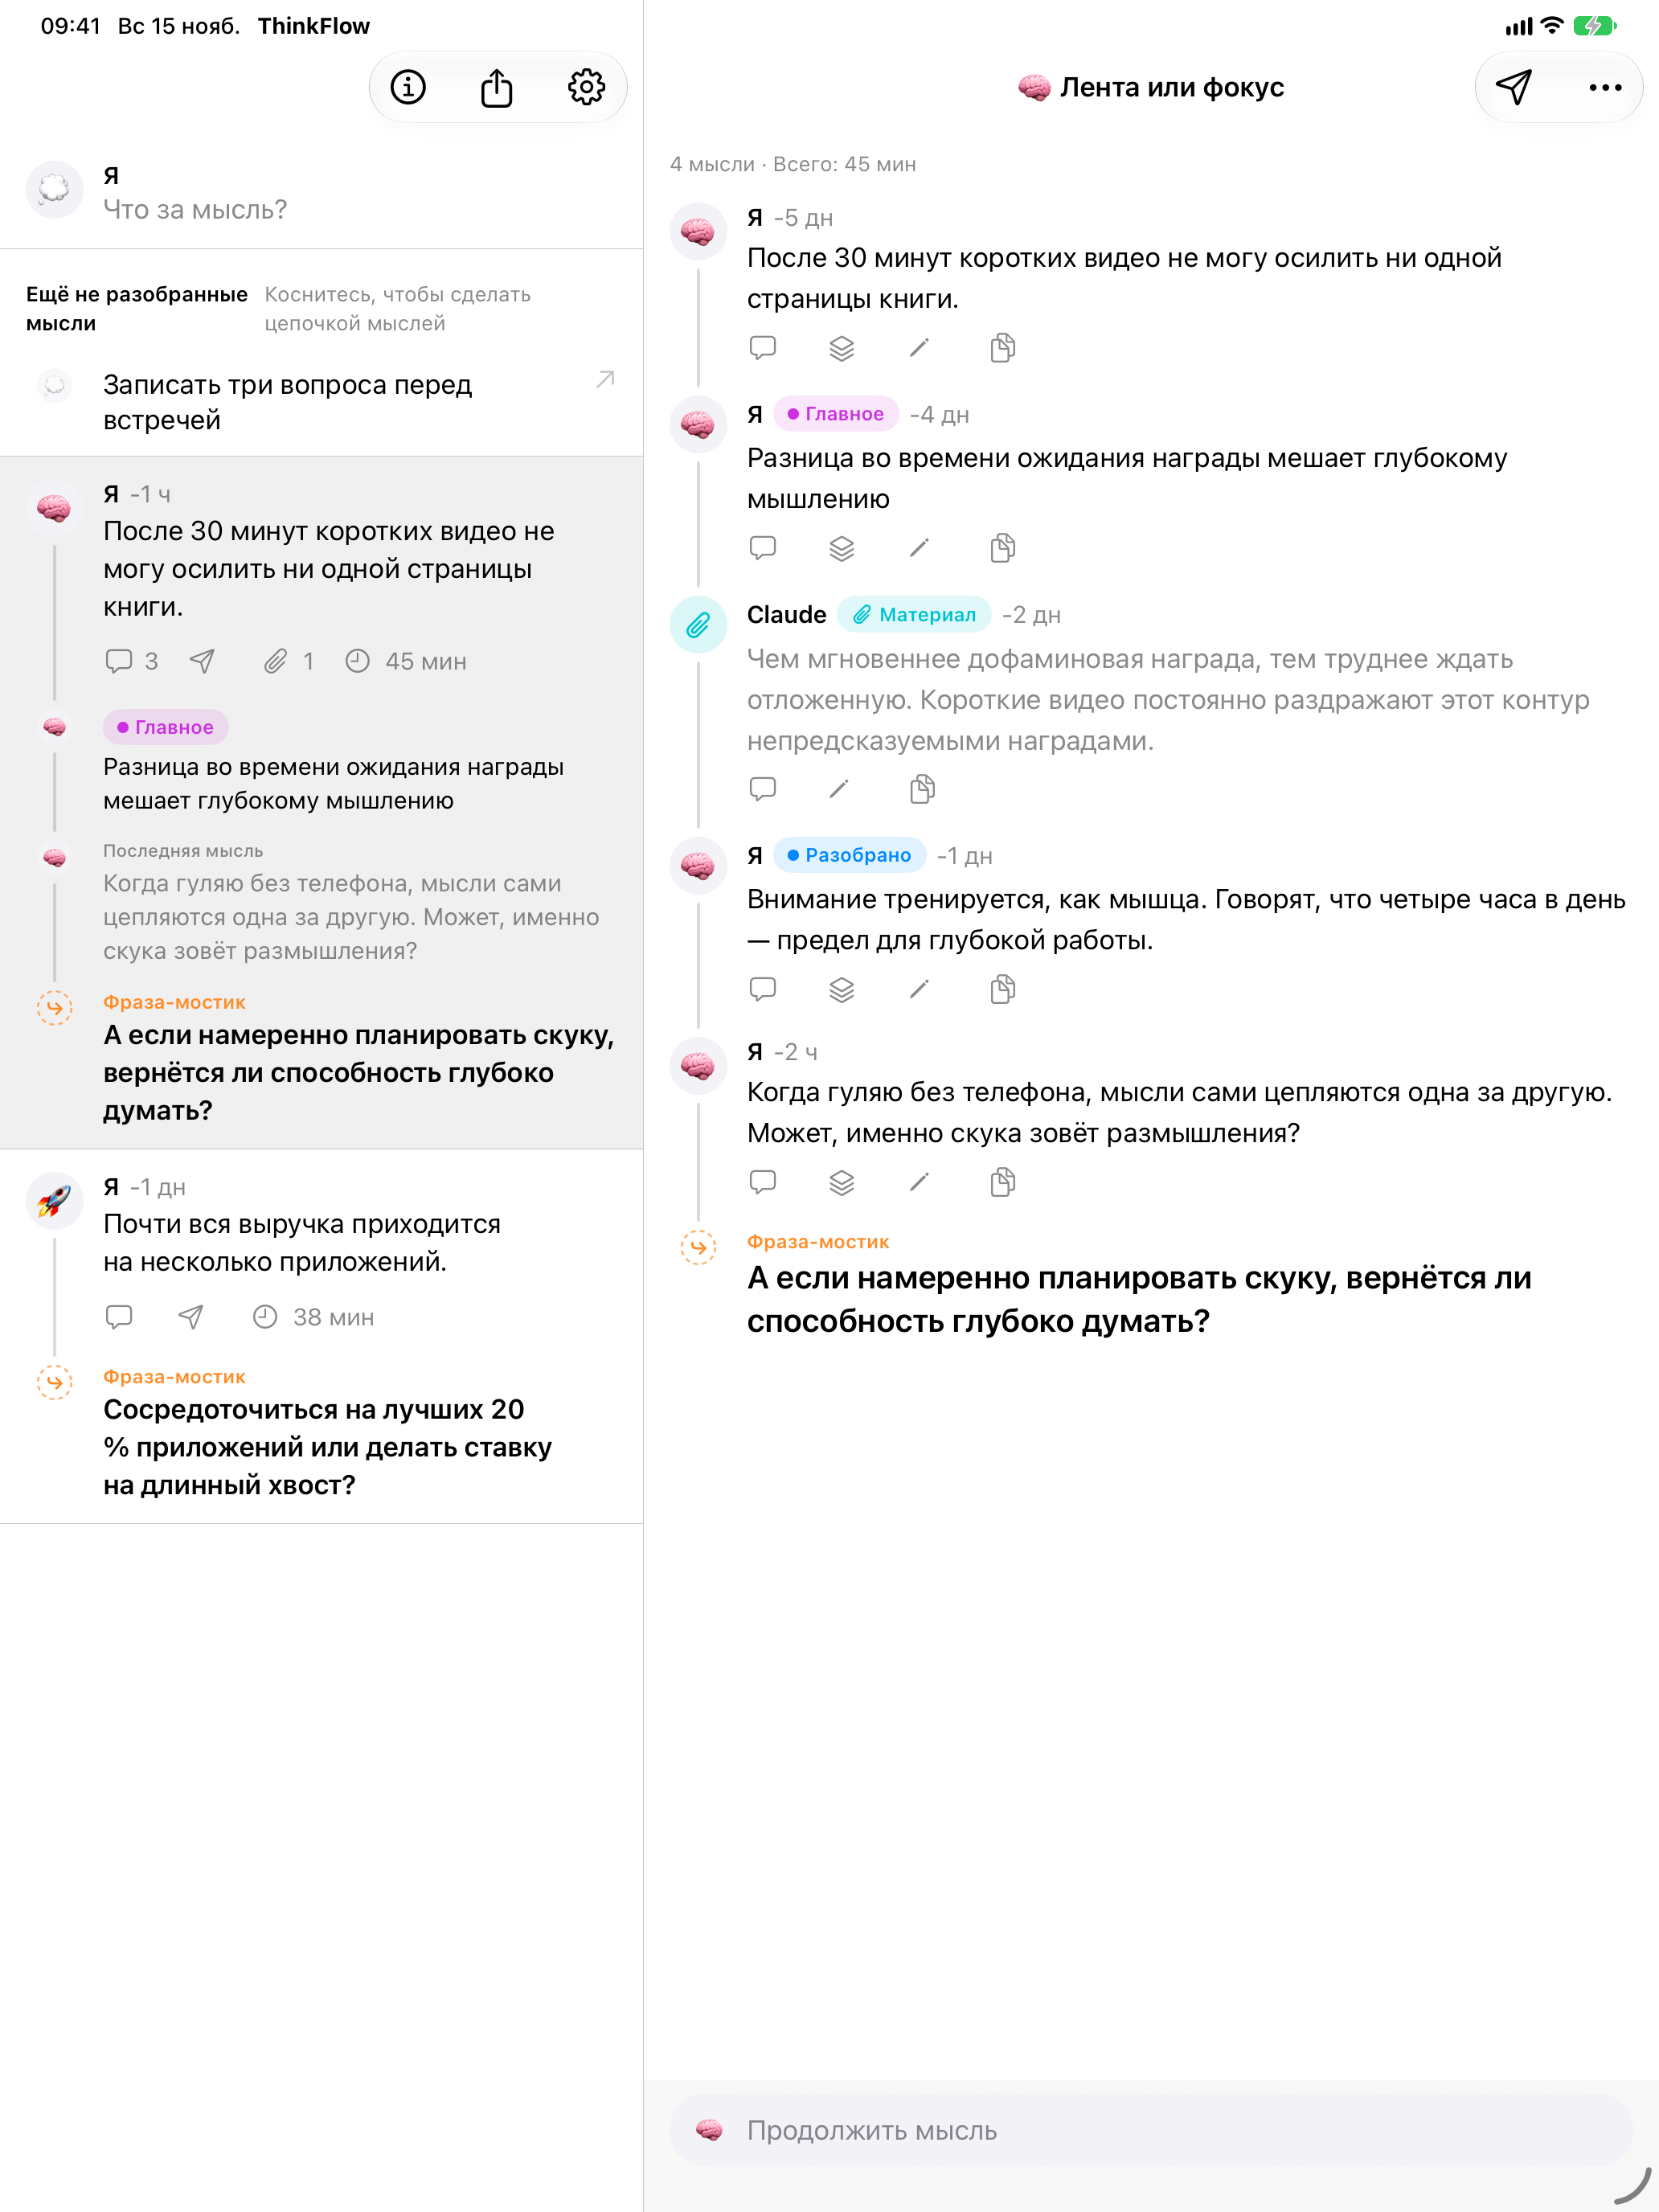 09:41 Вс 15 нояб. ThinkFlow
Я
Что за мысль?
Ещё не разобранные
мысли
Коснитесь, чтобы сделать
цепочкой мыслей
Записать три вопроса перед
встречей
Я -1 ч
После 30 минут коротких видео не
могу осилить ни одной страницы
книги.
3 1 45 мин
Главное
Разница во времени ожидания награды
мешает глубокому мышлению
Последняя мысль
Когда гуляю без телефона, мысли сами
цепляются одна за другую. Может, именно
скука зовёт размышления?
Фраза-мостик
А если намеренно планировать скуку,
вернётся ли способность глубоко
думать?
Я -1 дн
Почти вся выручка приходится
на несколько приложений.
38 мин
Фраза-мостик
Сосредоточиться на лучших 20
% приложений или делать ставку
на длинный хвост?
Лента или фокус
4 мысли · Всего: 45 мин
Я -5 дн
После 30 минут коротких видео не могу осилить ни одной
страницы книги.
Я Главное -4 дн
Разница во времени ожидания награды мешает глубокому
мышлению
Claude Материал -2 дн
Чем мгновеннее дофаминовая награда, тем труднее ждать
отложенную. Короткие видео постоянно раздражают этот контур
непредсказуемыми наградами.
Я Разобрано -1 дн
Внимание тренируется, как мышца. Говорят, что четыре часа в день
— предел для глубокой работы.
Я -2 ч
Когда гуляю без телефона, мысли сами цепляются одна за другую.
Может, именно скука зовёт размышления?
Фраза-мостик
А если намеренно планировать скуку, вернётся ли
способность глубоко думать?
Продолжить мысль